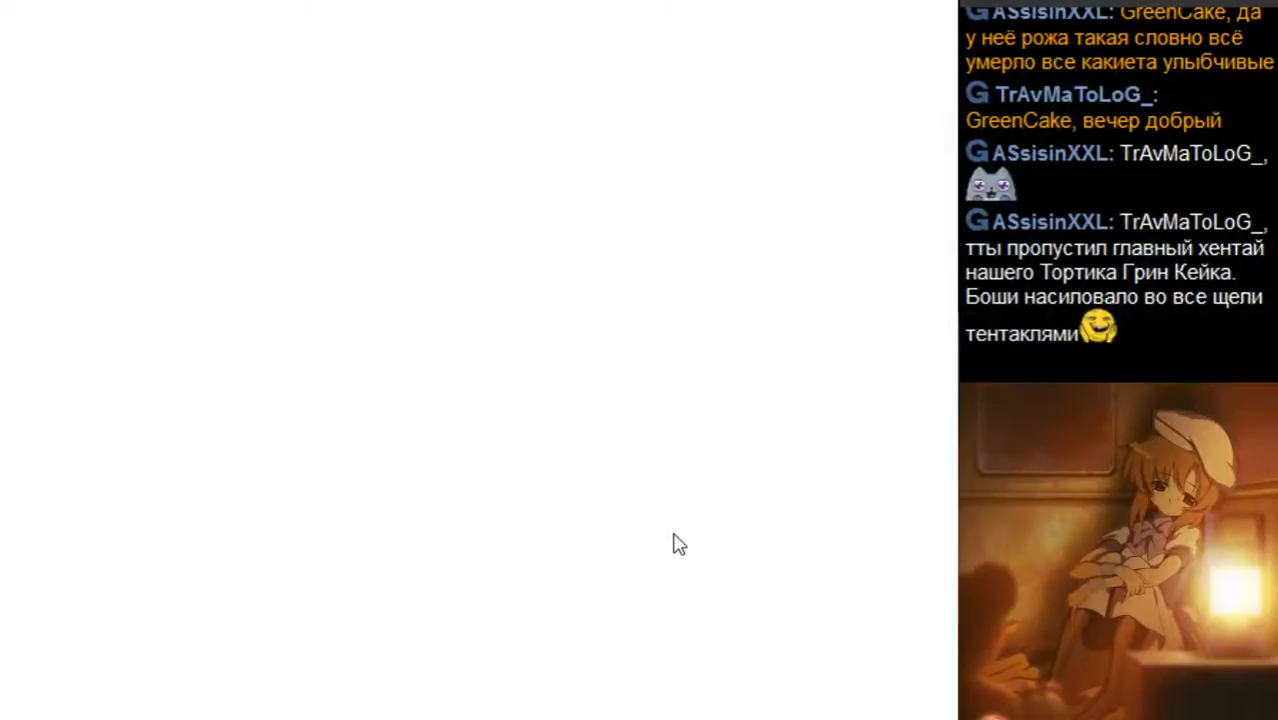 G ASsisinXXL: GreenCake, да
у неё рожа такая словно всё
умерло все какиета улыбчивые
G TrAvMaToLoG_:
GreenCake, вечер добрый
G ASsisinXXL: TrAvMaToLoG_,
G ASsisinXXL: TrAvMaToLoG_,
тты пропустил главный хентай
нашего Тортика Грин Кейка.
Боши насиловало во все щели
тентаклями